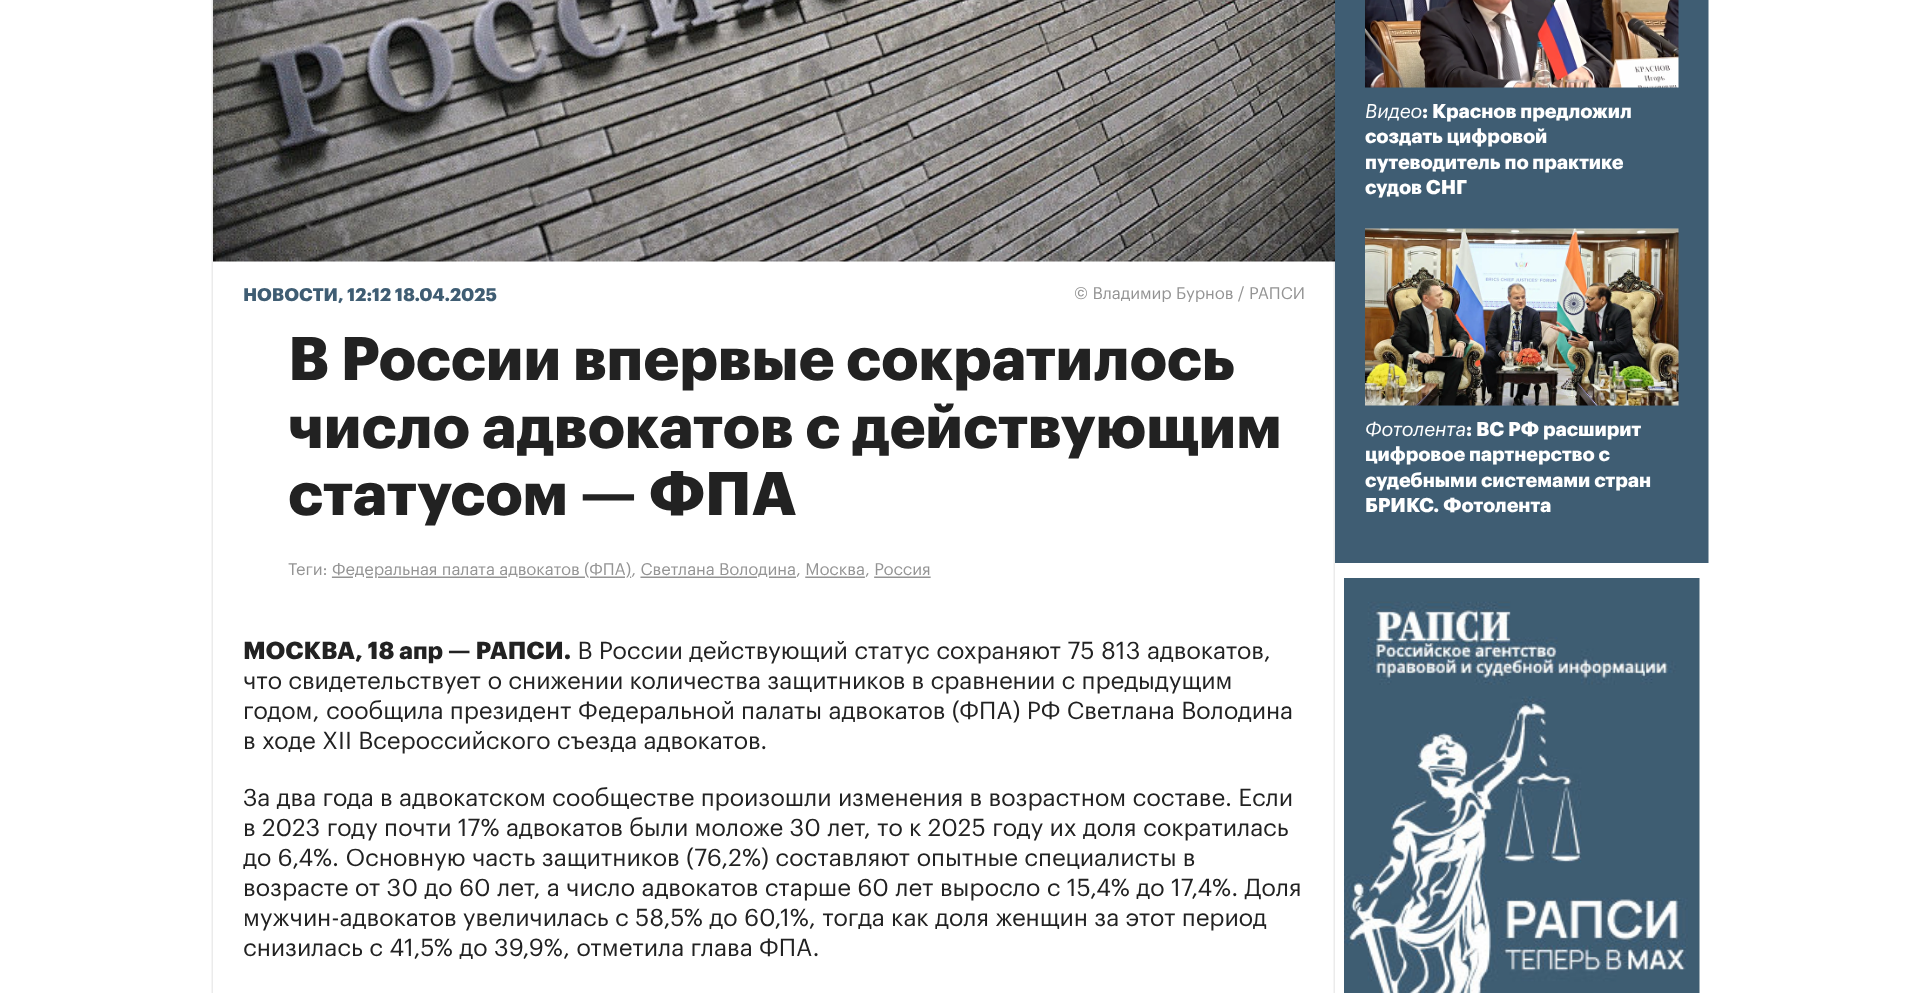 РОССИ
НОВОСТИ, 12:12 18.04.2025
© Владимир Бурнов / РАПСИ
В России впервые сократилось
число адвокатов с действующим
статусом — ФПА
Теги: Федеральная палата адвокатов (ФПА), Светлана Володина, Москва, Россия
МОСКВА, 18 апр — РАПСИ. В России действующий статус сохраняют 75 813 адвокатов,
что свидетельствует о снижении количества защитников в сравнении с предыдущим
годом, сообщила президент Федеральной палаты адвокатов (ФПА) РФ Светлана Володина
в ходе XII Всероссийского съезда адвокатов.
За два года в адвокатском сообществе произошли изменения в возрастном составе. Если
в 2023 году почти 17% адвокатов были моложе 30 лет, то к 2025 году их доля сократилась
до 6,4%. Основную часть защитников (76,2%) составляют опытные специалисты в
возрасте от 30 до 60 лет, а число адвокатов старше 60 лет выросло с 15,4% до 17,4%. Доля
мужчин-адвокатов увеличилась с 58,5% до 60,1%, тогда как доля женщин за этот период
снизилась с 41,5% до 39,9%, отметила глава ФПА.
КРАСНОВ
Игорь
Видео: Краснов предложил
создать цифровой
путеводитель по практике
судов СНГ
BRICS CHIEF JUSTICES FORUM
Фотолента: ВС РФ расширит
цифровое партнерство с
судебными системами стран
БРИКС. Фотолента
РАПСИ
Российское агентство
правовой и судебной информации
РАПСИ
ТЕПЕРЬ В MAX